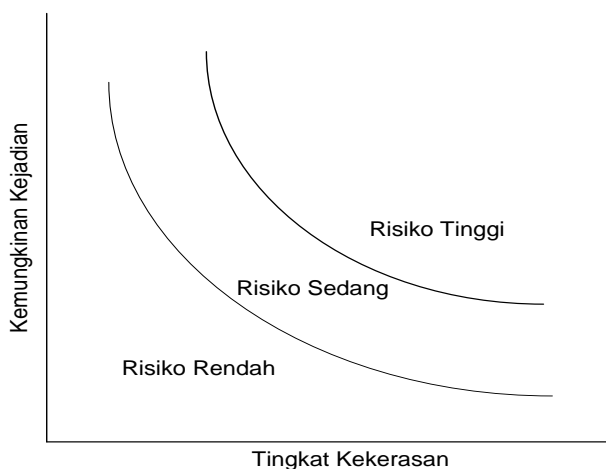 Kemungkinan Kejadian
Risiko Tinggi
Risiko Sedang
Risiko Rendah
Tingkat Kekerasan